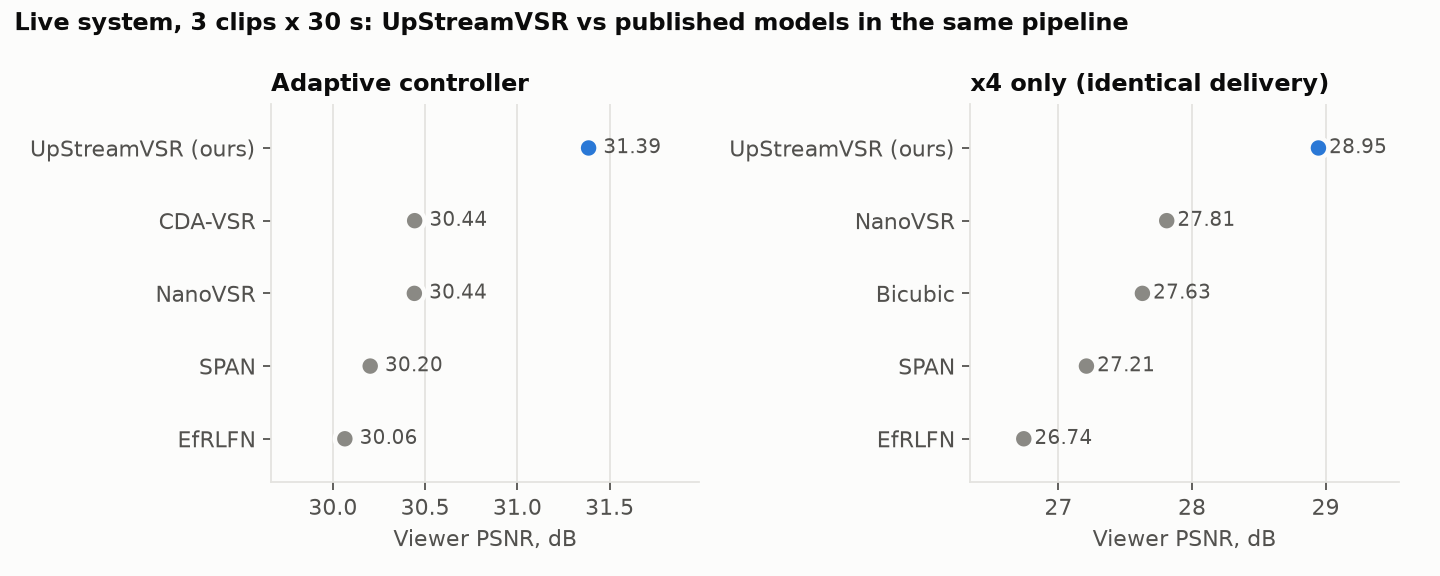 Live system, 3 clips x 30 s: UpStreamVSR vs published models in the same pipeline
Adaptive controller
UpStreamVSR (ours)
31.39
CDA-VSR
30.44
NanoVSR
30.44
SPAN
30.20
EfRLFN
30.06
30.0 30.5 31.0 31.5
Viewer PSNR, dB
x4 only (identical delivery)
UpStreamVSR (ours)
28.95
NanoVSR
27.81
Bicubic
27.63
SPAN
27.21
EfRLFN
26.74
27 28 29
Viewer PSNR, dB